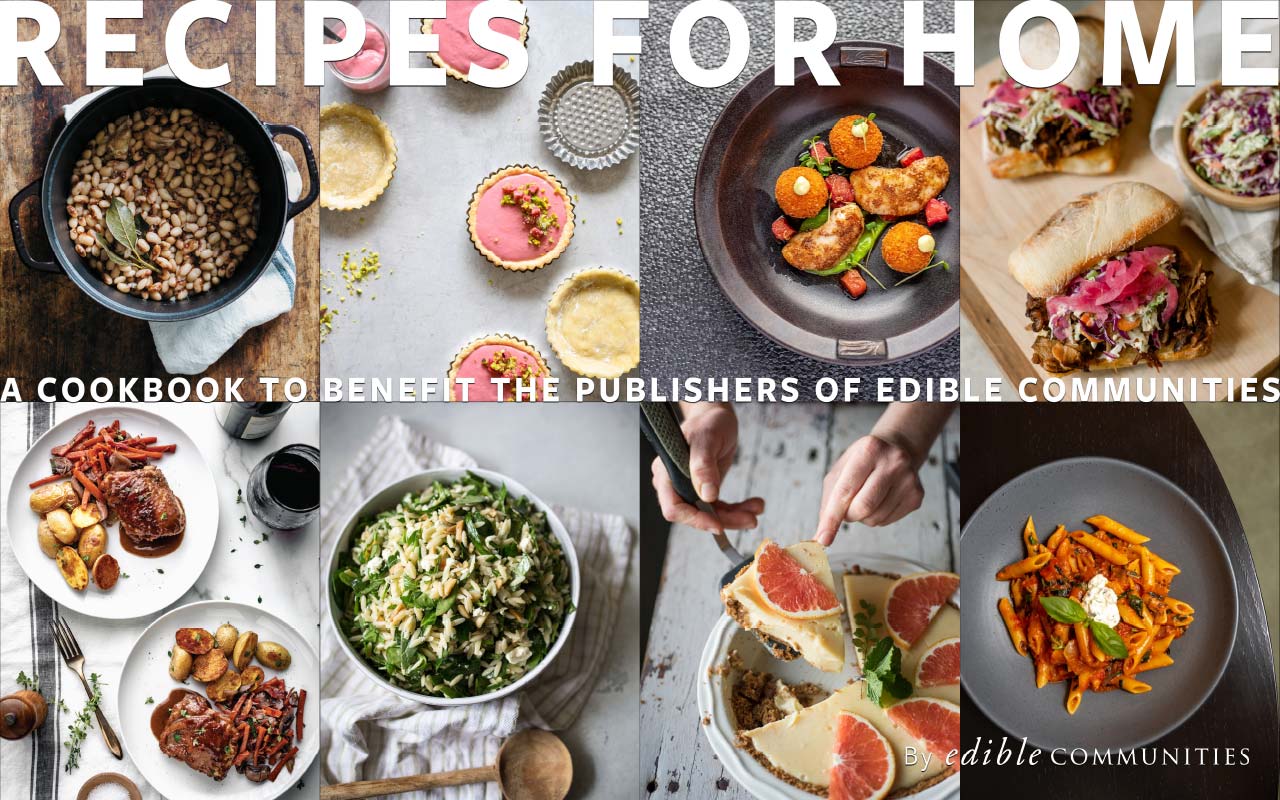 RECIPES FOR HOME
A COOKBOOK TO BENEFIT THE PUBLISHERS OF EDIBLE COMMUNITIES
By edible COMMUNITIES